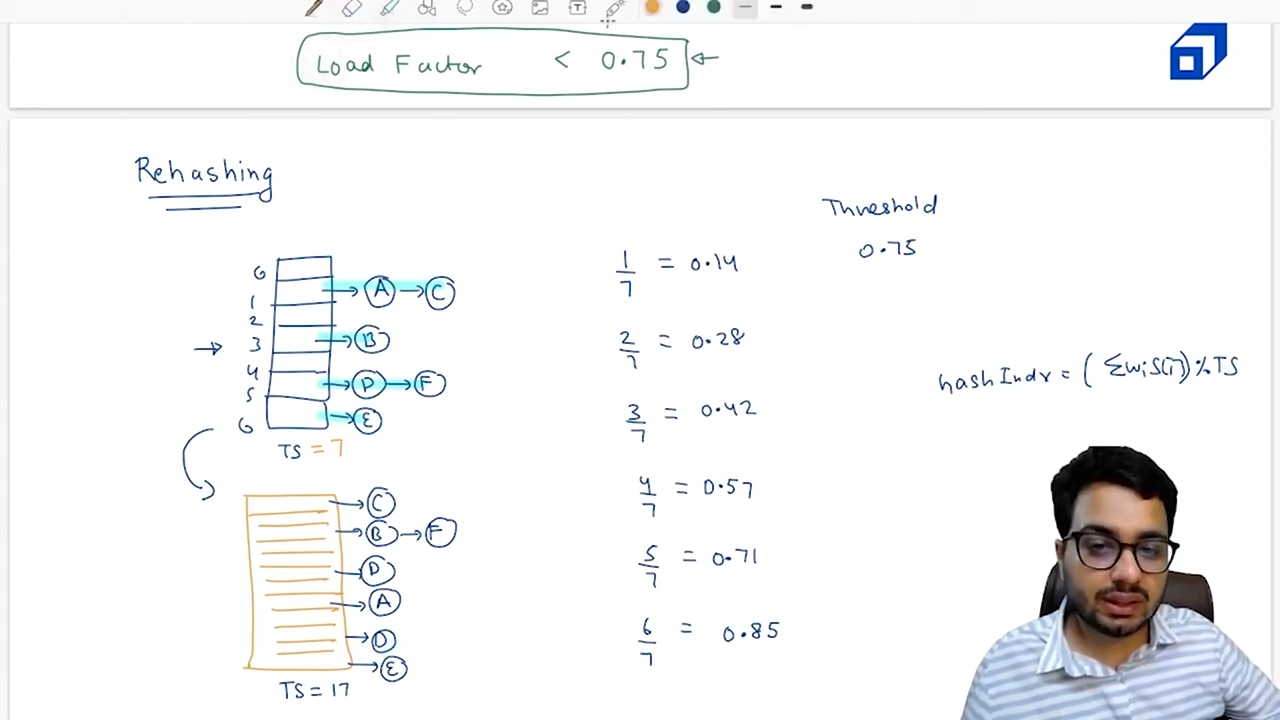 Load Factor < 0.75 ←
Rehashing
Threshold
0.75
0
1
2
→ 3
4
5
6
→ A → C
→ B
→ D → F
→ E
TS = 7
→ C
→ B → F
→ D
→ A
→ D
→ E
TS = 17
1/7 = 0.14
2/7 = 0.28
3/7 = 0.42
4/7 = 0.57
5/7 = 0.71
6/7 = 0.85
hashIndx = ( Σwis(i) ) % TS